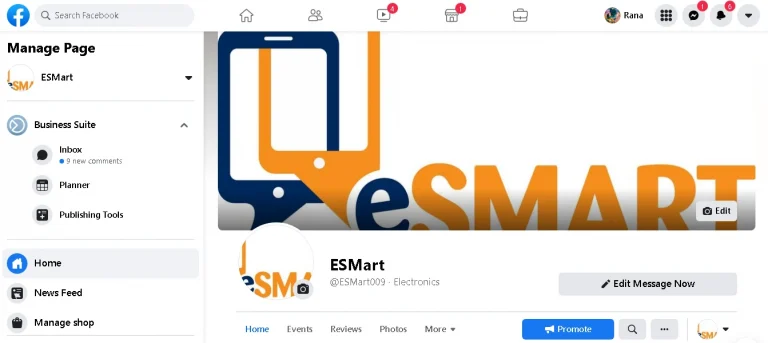 Search Facebook
4
1
Rana
1
6
Manage Page
ESMart
Business Suite
Inbox
9 new comments
Planner
Publishing Tools
Home
News Feed
Manage shop
eSMART
Edit
eSMA
ESMart
@ESMart009 · Electronics
Edit Message Now
Home
Events
Reviews
Photos
More
Promote